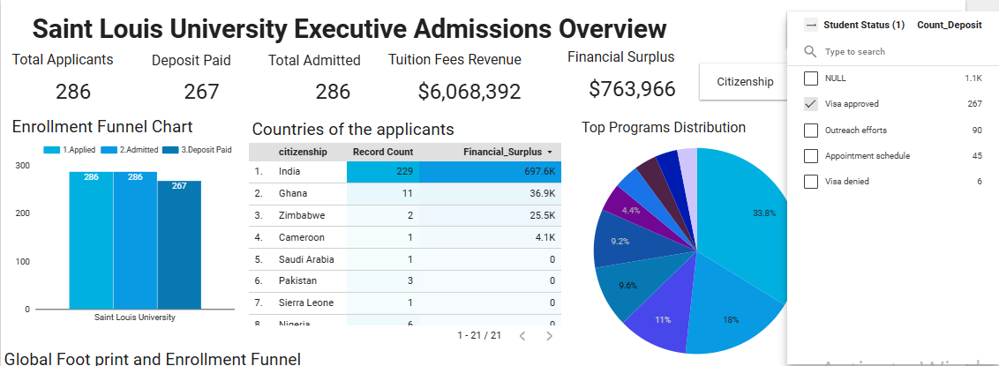 Saint Louis University Executive Admissions Overview
Total Applicants
286
Deposit Paid
267
Total Admitted
286
Tuition Fees Revenue
$6,068,392
Financial Surplus
$763,966
Citizenship
Enrollment Funnel Chart
1.Applied 2.Admitted 3.Deposit Paid
300
200
100
0
286 286 267
Saint Louis University
Countries of the applicants
citizenship Record Count Financial_Surplus
1. India 229 697.6K
2. Ghana 11 36.9K
3. Zimbabwe 2 25.5K
4. Cameroon 1 4.1K
5. Saudi Arabia 1 0
6. Pakistan 3 0
7. Sierra Leone 1 0
8. Nigeria 6 0
1 - 21 / 21
Top Programs Distribution
33.8%
18%
11%
9.6%
9.2%
4.4%
Student Status (1) Count_Deposit
Type to search
NULL 1.1K
Visa approved 267
Outreach efforts 90
Appointment schedule 45
Visa denied 6
Global Foot print and Enrollment Funnel